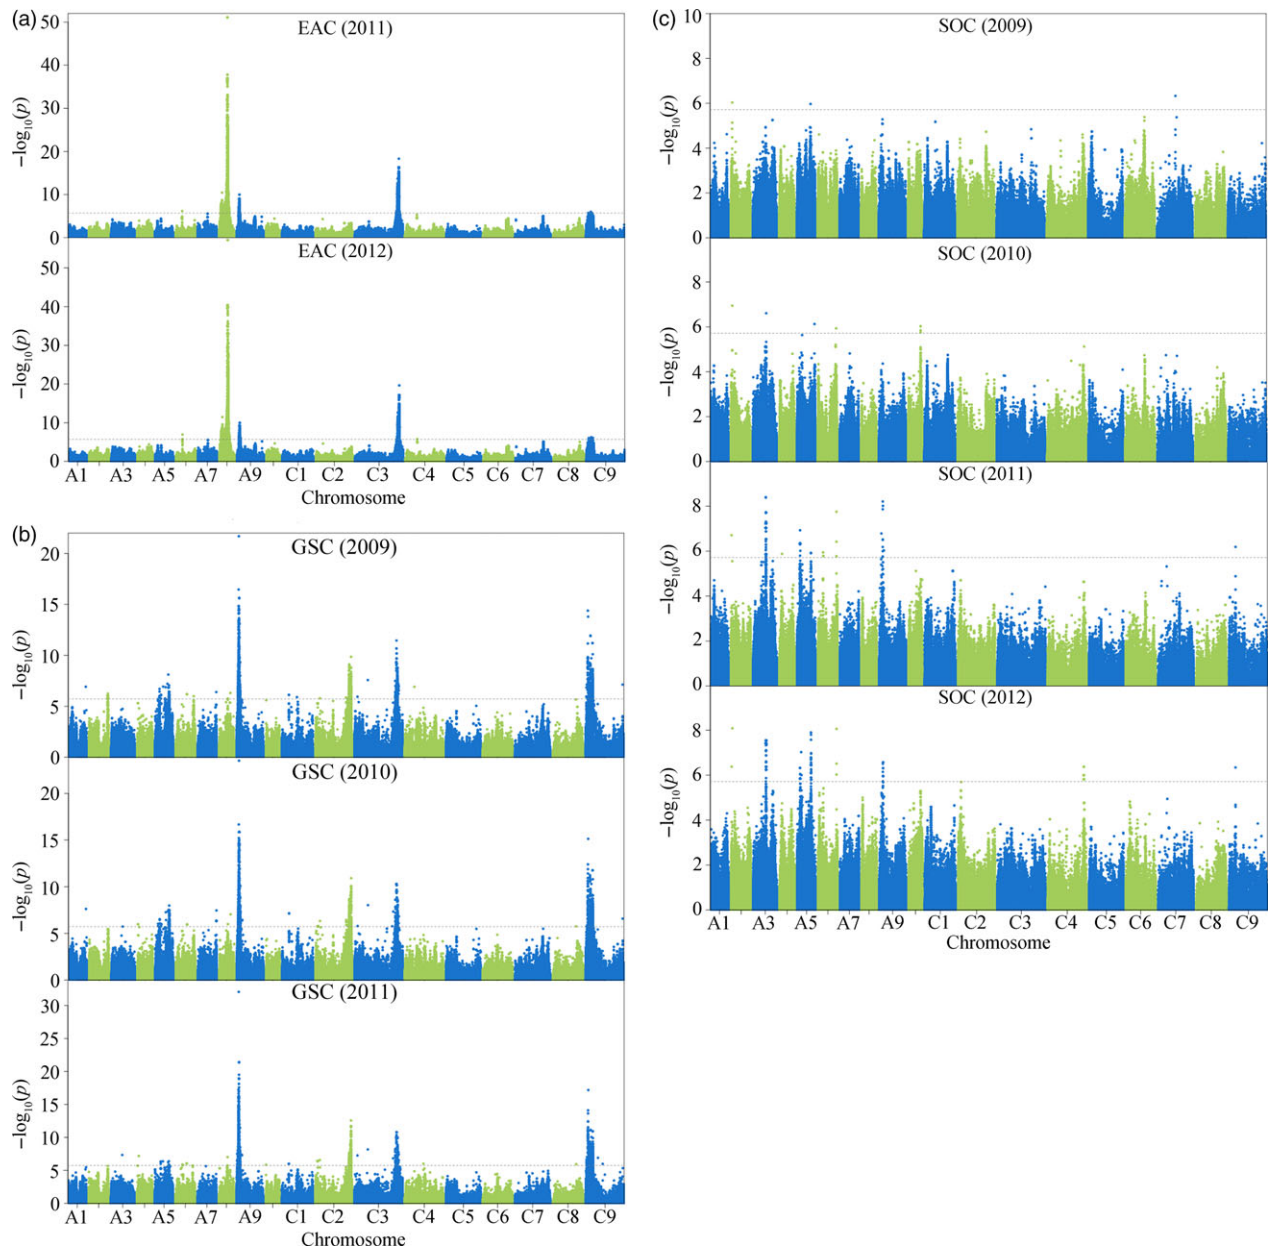 (a)
EAC (2011)
50
40
30
20
10
0
−log10(p)
EAC (2012)
50
40
30
20
10
0
−log10(p)
A1 A3 A5 A7 A9 C1 C2 C3 C4 C5 C6 C7 C8 C9
Chromosome
(b)
GSC (2009)
20
15
10
5
0
−log10(p)
GSC (2010)
20
15
10
5
0
−log10(p)
GSC (2011)
30
25
20
15
10
5
0
−log10(p)
A1 A3 A5 A7 A9 C1 C2 C3 C4 C5 C6 C7 C8 C9
Chromosome
(c)
SOC (2009)
10
8
6
4
2
0
−log10(p)
SOC (2010)
8
6
4
2
0
−log10(p)
SOC (2011)
8
6
4
2
0
−log10(p)
SOC (2012)
8
6
4
2
0
−log10(p)
A1 A3 A5 A7 A9 C1 C2 C3 C4 C5 C6 C7 C8 C9
Chromosome